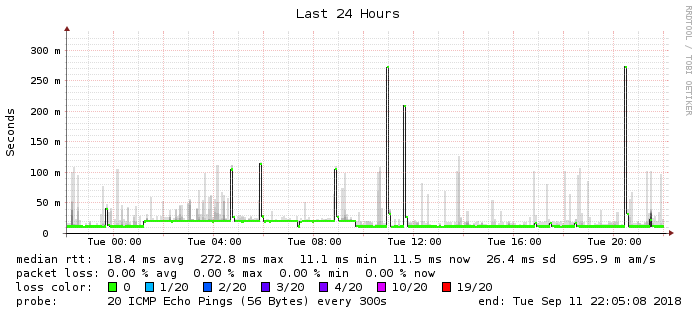 Last 24 Hours
RRDTOOL / TOBI OETIKER
Seconds
300 m
250 m
200 m
150 m
100 m
50 m
0
Tue 00:00 Tue 04:00 Tue 08:00 Tue 12:00 Tue 16:00 Tue 20:00
median rtt: 18.4 ms avg 272.8 ms max 11.1 ms min 11.5 ms now 26.4 ms sd 695.9 m am/s
packet loss: 0.00 % avg 0.00 % max 0.00 % min 0.00 % now
loss color: 0 1/20 2/20 3/20 4/20 10/20 19/20
probe: 20 ICMP Echo Pings (56 Bytes) every 300s end: Tue Sep 11 22:05:08 2018